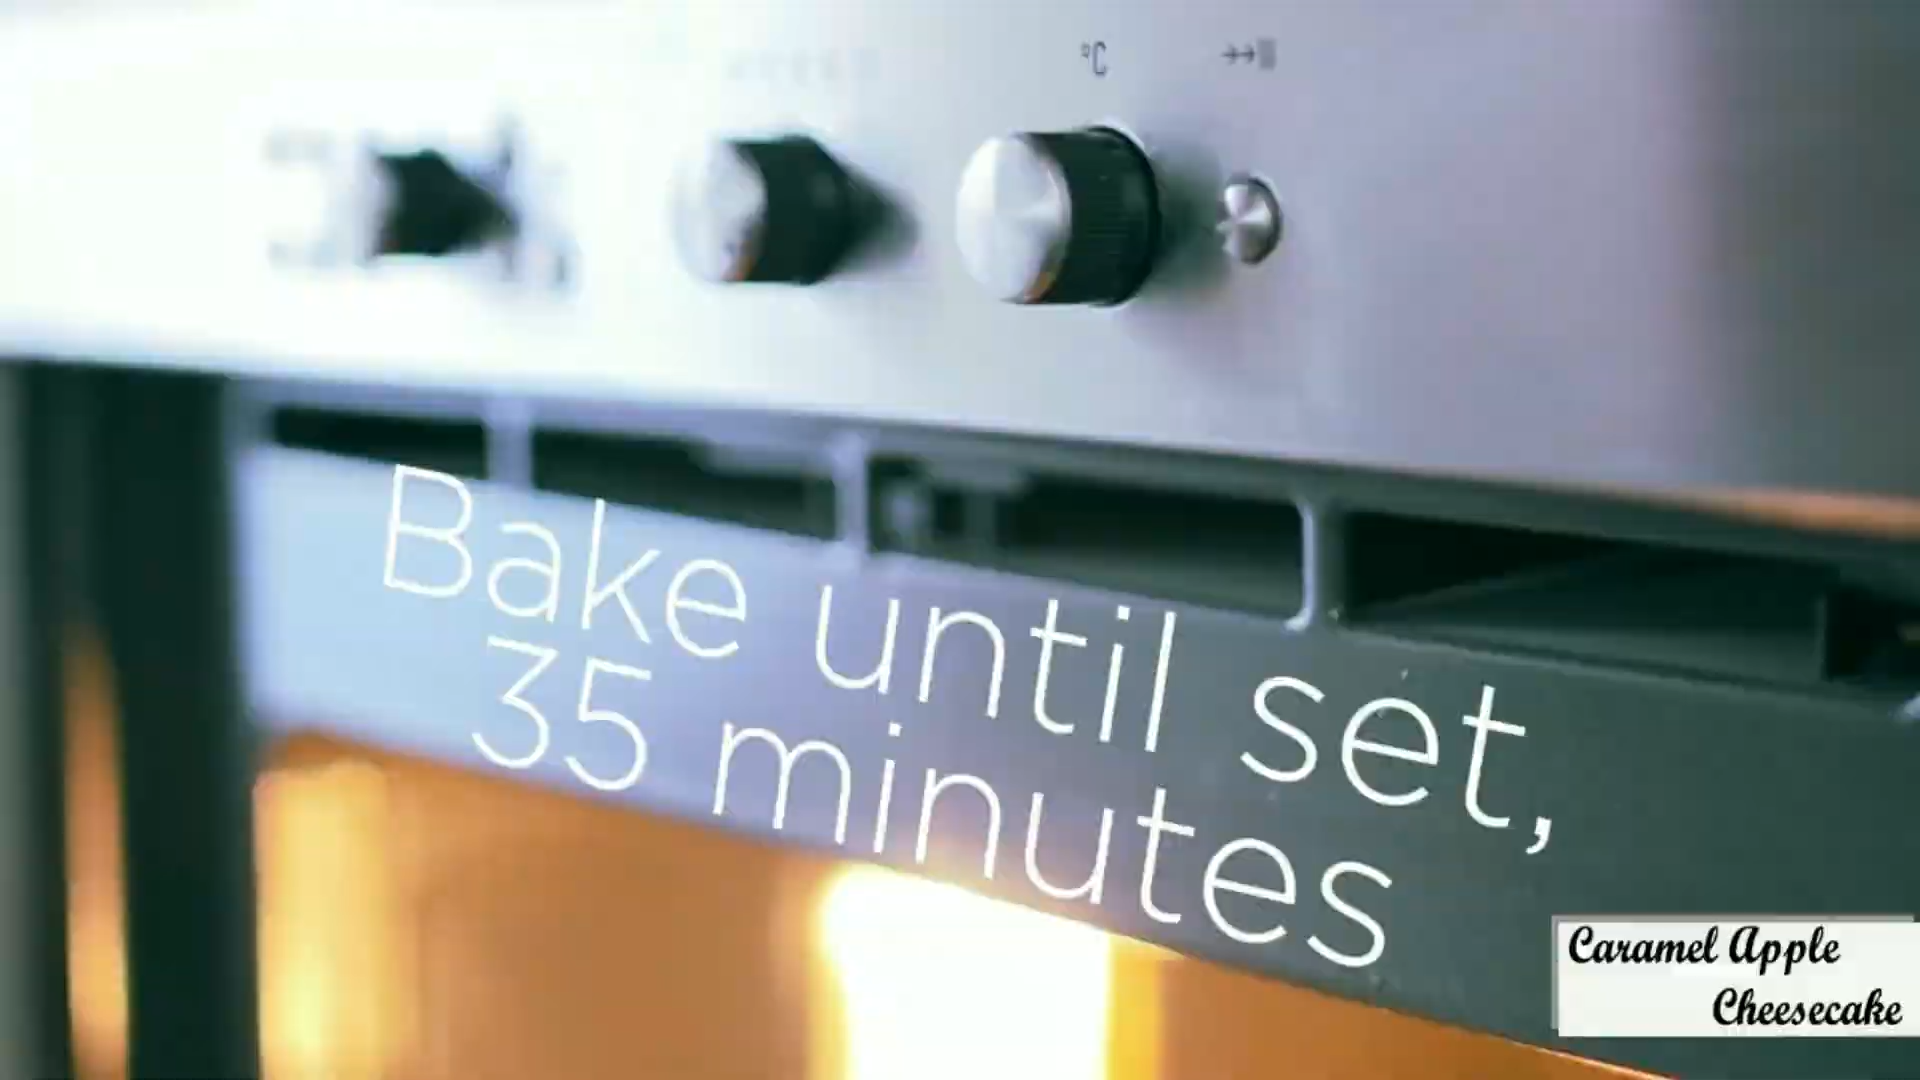 °C
Bake until set,
35 minutes
Caramel Apple
Cheesecake